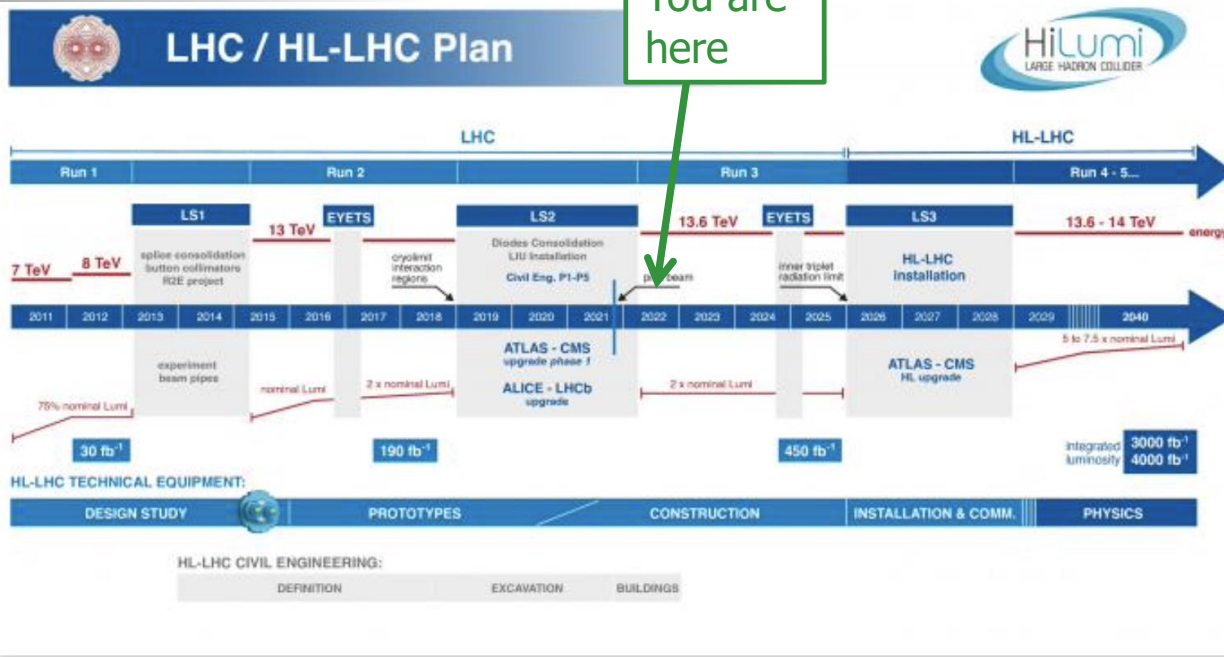 You are
here
LHC / HL-LHC Plan
HiLumi
LARGE HADRON COLLIDER
LHC
HL-LHC
Run 1
Run 2
Run 3
Run 4 - 5...
LS1
EYETS
LS2
13.6 TeV
EYETS
LS3
13.6 - 14 TeV
energy
13 TeV
7 TeV
8 TeV
splice consolidation
button collimators
R2E project
cryolimit
interaction
regions
Diodes Consolidation
LIU Installation
Civil Eng. P1-P5
beam
inner triplet
radiation limit
HL-LHC
installation
2011 2012 2013 2014 2015 2016 2017 2018 2019 2020 2021 2022 2023 2024 2025 2026 2027 2028 2029 2040
experiment
beam pipes
ATLAS - CMS
upgrade phase 1
ALICE - LHCb
upgrade
ATLAS - CMS
HL upgrade
5 to 7.5 x nominal Lumi
75% nominal Lumi
nominal Lumi
2 x nominal Lumi
2 x nominal Lumi
30 fb⁻¹
190 fb⁻¹
450 fb⁻¹
integrated
luminosity
3000 fb⁻¹
4000 fb⁻¹
HL-LHC TECHNICAL EQUIPMENT:
DESIGN STUDY
PROTOTYPES
CONSTRUCTION
INSTALLATION & COMM.
PHYSICS
HL-LHC CIVIL ENGINEERING:
DEFINITION
EXCAVATION
BUILDINGS